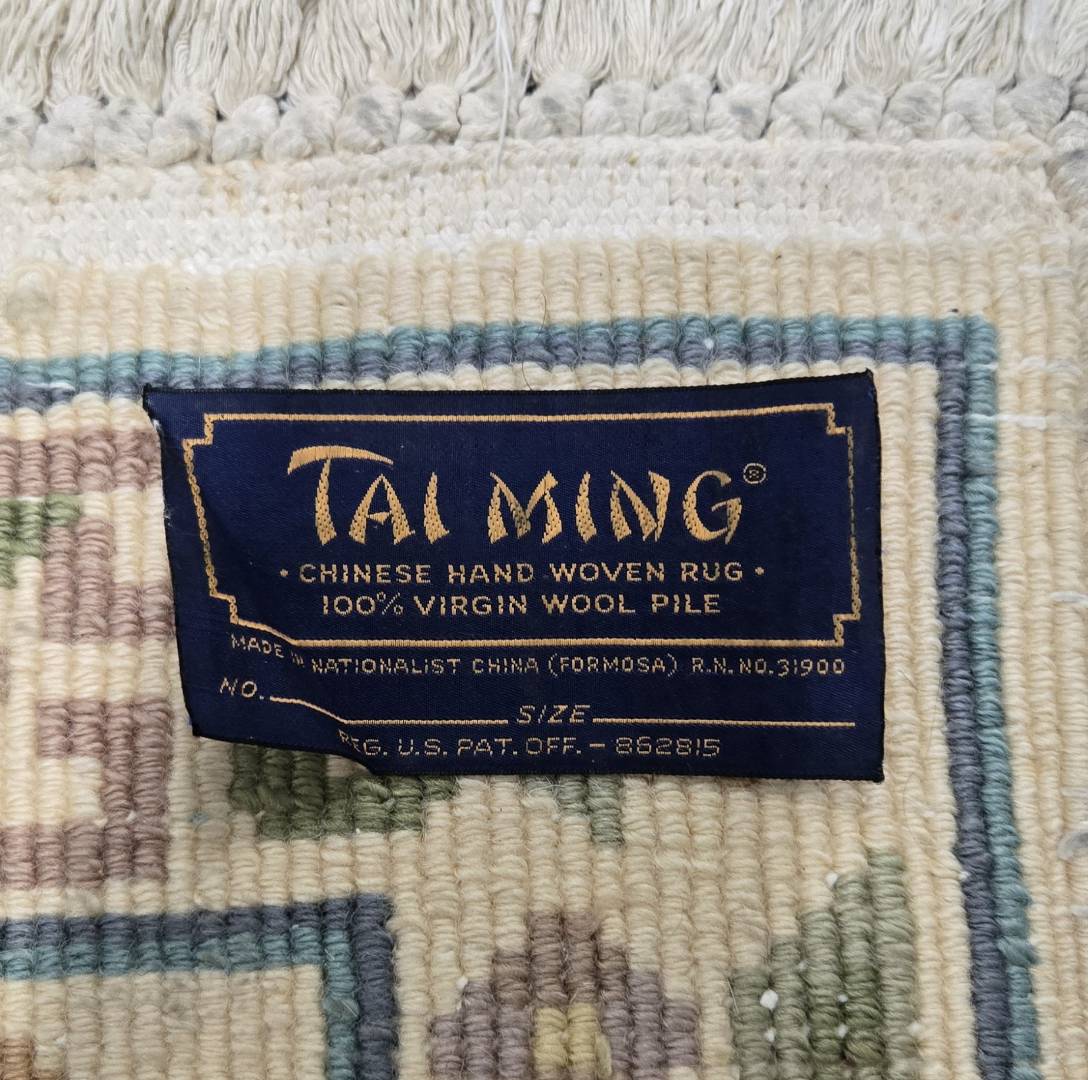 TAI MING®
• CHINESE HAND WOVEN RUG •
100% VIRGIN WOOL PILE
MADE IN NATIONALIST CHINA (FORMOSA) R.N. NO. 31900
NO. SIZE
REG. U.S. PAT. OFF. – 862815